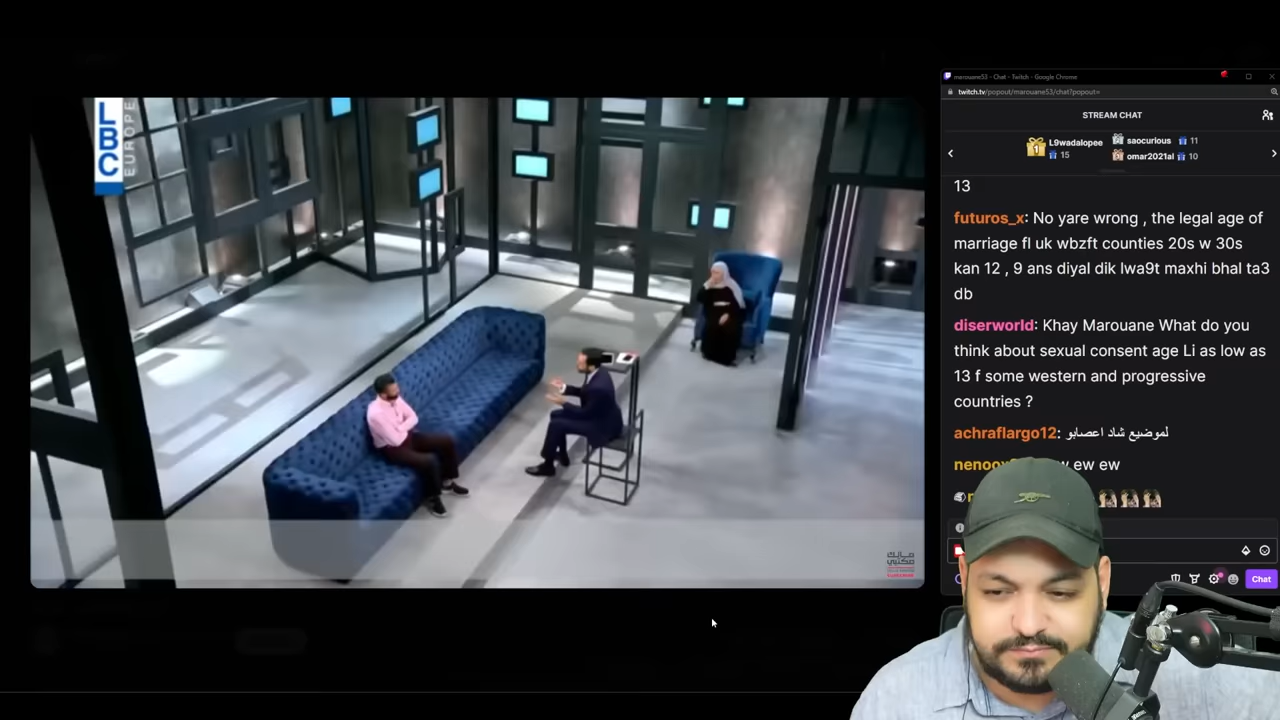 LBC
EUROPE
marouane53 - Chat - Twitch - Google Chrome
twitch.tv/popout/marouane53/chat?popout=
STREAM CHAT
1 L9wadalopee 15
saocurious 11
omar2021al 10
13
futuros_x: No yare wrong , the legal age of
marriage fl uk wbzft counties 20s w 30s
kan 12 , 9 ans diyal dik lwa9t maxhi bhal ta3
db
diserworld: Khay Marouane What do you
think about sexual consent age Li as low as
13 f some western and progressive
countries ?
achraflargo12: لموضيع شاد اعصابو
ew ew
Chat